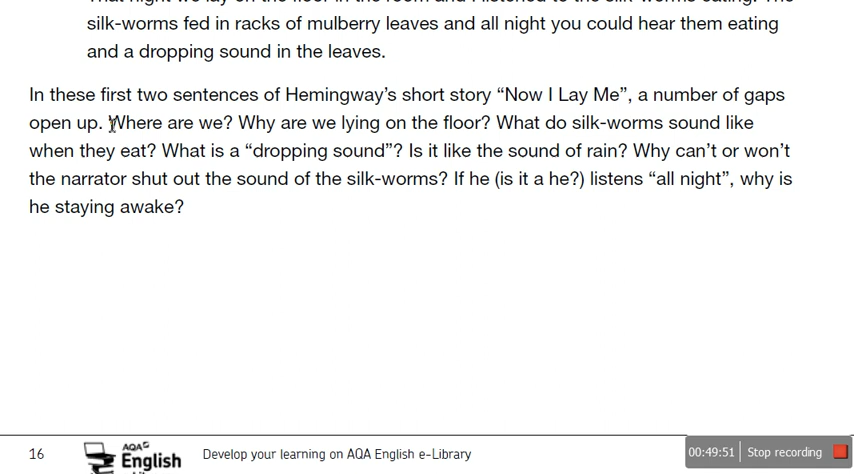 silk-worms fed in racks of mulberry leaves and all night you could hear them eating
and a dropping sound in the leaves.
In these first two sentences of Hemingway's short story “Now I Lay Me”, a number of gaps
open up. Where are we? Why are we lying on the floor? What do silk-worms sound like
when they eat? What is a “dropping sound”? Is it like the sound of rain? Why can't or won't
the narrator shut out the sound of the silk-worms? If he (is it a he?) listens “all night”, why is
he staying awake?
16
AQA
English
Develop your learning on AQA English e-Library
00:49:51
Stop recording